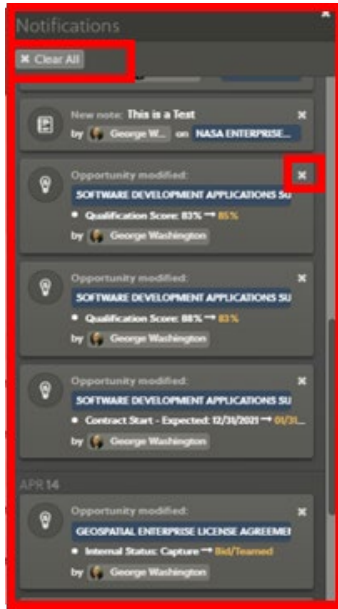 Notifications
✖ Clear All
New note: This is a Test
by George W... on NASA ENTERPRISE...
Opportunity modified:
SOFTWARE DEVELOPMENT APPLICATIONS SU
• Qualification Score: 83% → 85%
by George Washington
Opportunity modified:
SOFTWARE DEVELOPMENT APPLICATIONS SU
• Qualification Score: 88% → 83%
by George Washington
Opportunity modified:
SOFTWARE DEVELOPMENT APPLICATIONS SU
• Contract Start - Expected: 12/31/2021 → 01/31...
by George Washington
APR 14
Opportunity modified:
GEOSPATIAL ENTERPRISE LICENSE AGREEMEN
• Internal Status: Capture → Bid/Teamed
by George Washington